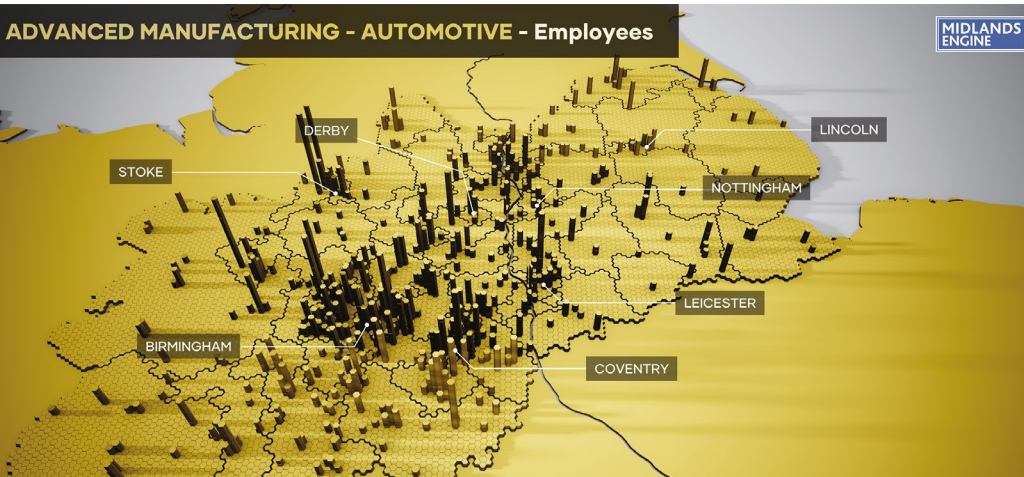 ADVANCED MANUFACTURING - AUTOMOTIVE - Employees
MIDLANDS
ENGINE
DERBY
LINCOLN
STOKE
NOTTINGHAM
LEICESTER
BIRMINGHAM
COVENTRY